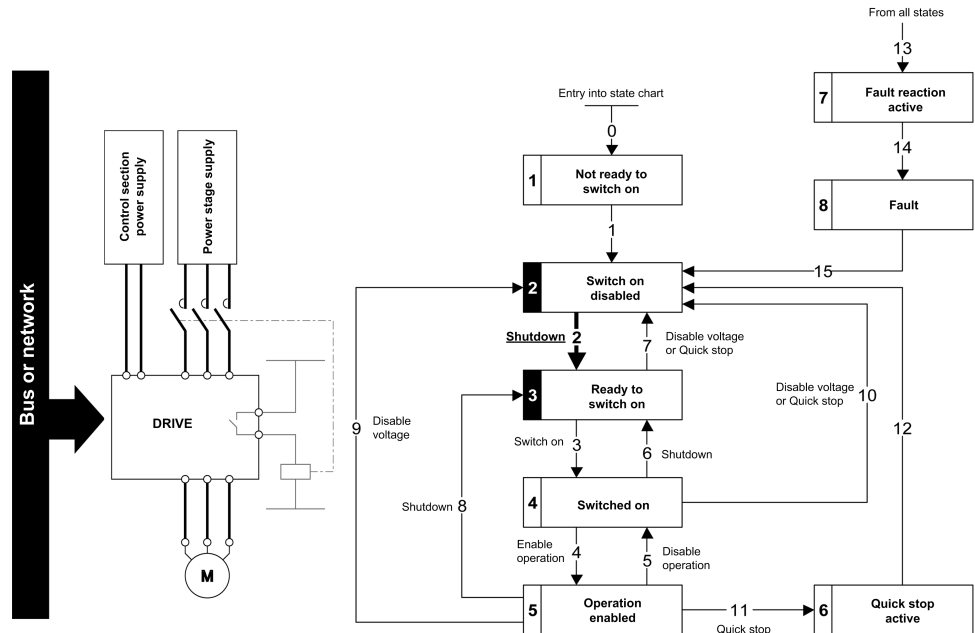 Bus or network
Control section
power supply
Power stage supply
DRIVE
M
Entry into state chart
0
1
Not ready to
switch on
1
2
Switch on
disabled
Shutdown 2
7
Disable voltage
or Quick stop
3
Ready to
switch on
Switch on 3
6 Shutdown
4
Switched on
Enable
operation
4
5
Disable
operation
5
Operation
enabled
9
Disable
voltage
Shutdown 8
From all states
13
7
Fault reaction
active
14
8
Fault
15
Disable voltage
or Quick stop
10
12
11
Quick stop
6
Quick stop
active